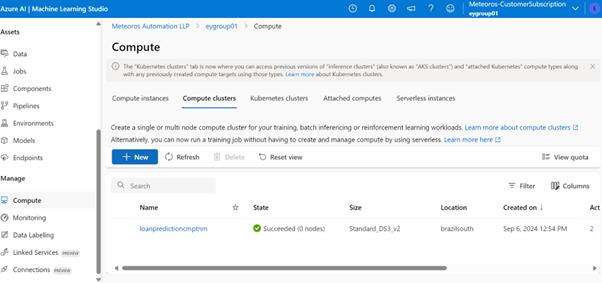 Azure AI | Machine Learning Studio
Meteoros-CustomerSubscription
eygroup01
Assets
Data
Jobs
Components
Pipelines
Environments
Models
Endpoints
Manage
Compute
Monitoring
Data Labeling
Linked Services PREVIEW
Connections PREVIEW
Meteoros Automation LLP > eygroup01 > Compute
Compute
The "Kubernetes clusters" tab is now where you can access previous versions of "inference clusters" (also known as "AKS clusters") and "attached Kubernetes" compute types along
with any previously created compute targets using those types. Learn more about Kubernetes clusters.
Compute instances Compute clusters Kubernetes clusters Attached computes Serverless instances
Create a single or multi node compute cluster for your training, batch inferencing or reinforcement learning workloads. Learn more about compute clusters
Alternatively, you can now run a training job without having to create and manage compute by using serverless. Learn more here
+ New Refresh Delete Reset view View quota
Search Filter Columns
Name State Size Location Created on ↓ Act
loanpredictioncmptnm Succeeded (0 nodes) Standard_DS3_v2 brazilsouth Sep 6, 2024 12:54 PM 2